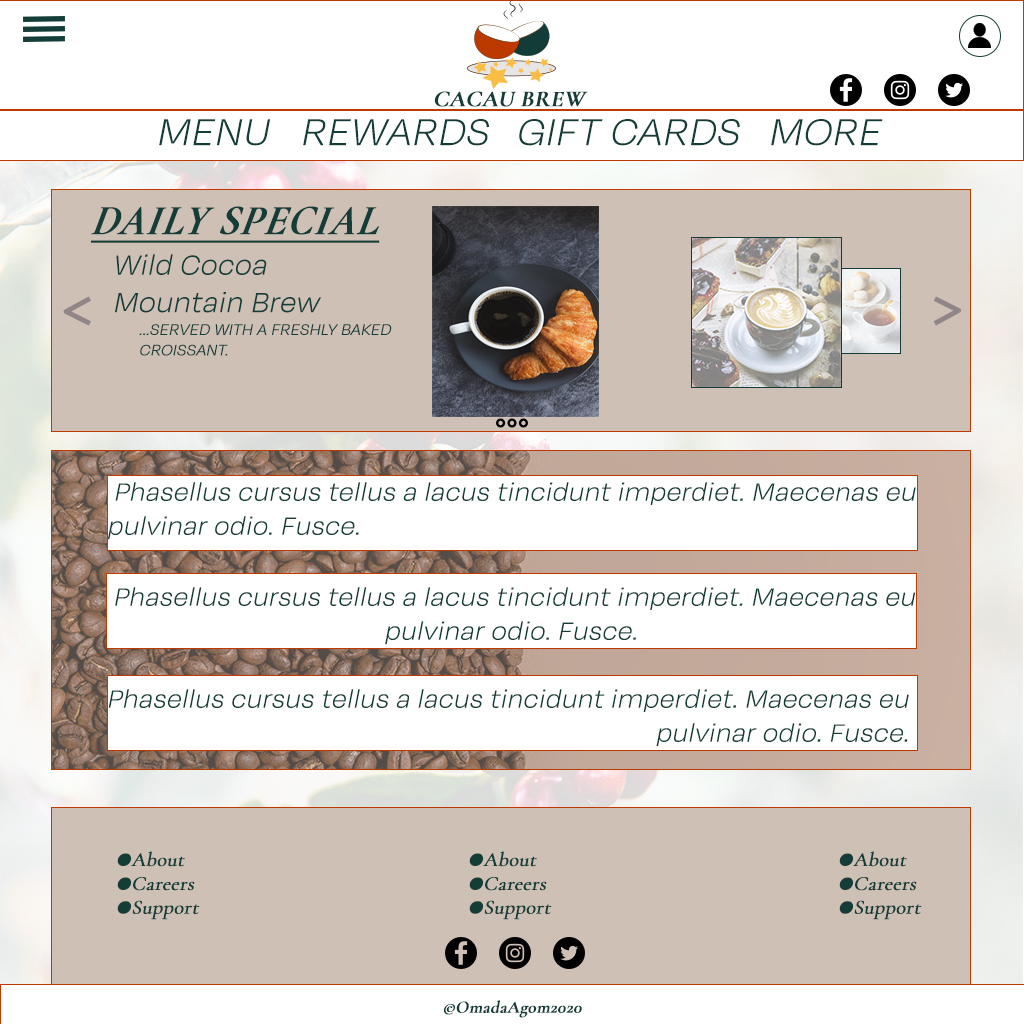 CACAU BREW
MENU REWARDS GIFT CARDS MORE
DAILY SPECIAL
Wild Cocoa
Mountain Brew
...SERVED WITH A FRESHLY BAKED
CROISSANT.
< >
Phasellus cursus tellus a lacus tincidunt imperdiet. Maecenas eu
pulvinar odio. Fusce.
Phasellus cursus tellus a lacus tincidunt imperdiet. Maecenas eu
pulvinar odio. Fusce.
Phasellus cursus tellus a lacus tincidunt imperdiet. Maecenas eu
pulvinar odio. Fusce.
●About
●Careers
●Support
●About
●Careers
●Support
●About
●Careers
●Support
©OmadaAgom2020